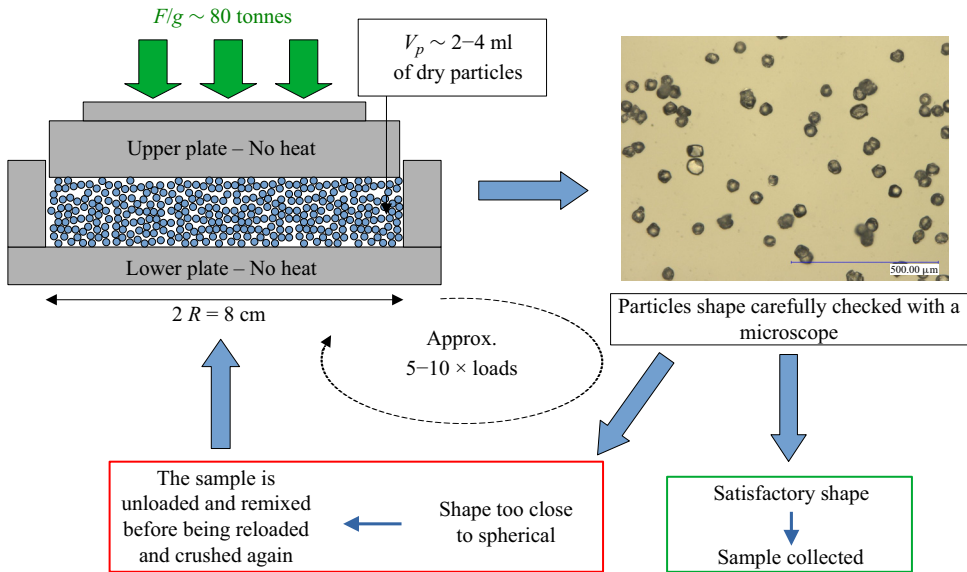 F/g ~ 80 tonnes
V_p ~ 2−4 ml
of dry particles
Upper plate – No heat
Lower plate – No heat
2 R = 8 cm
500.00 µm
Particles shape carefully checked with a
microscope
Approx.
5−10 × loads
The sample is
unloaded and remixed
before being reloaded
and crushed again
Shape too close
to spherical
Satisfactory shape
Sample collected